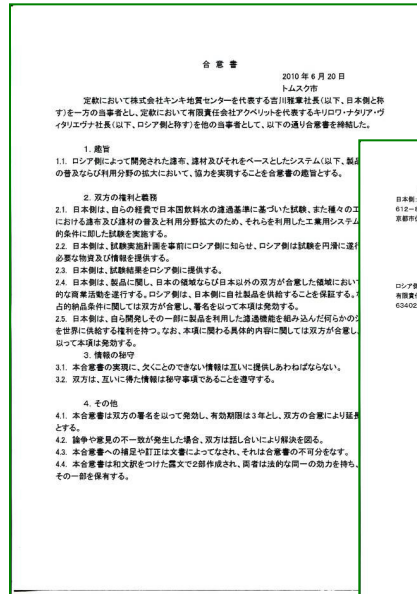 合 意 書
2010 年 6 月 20 日
トムスク市
定款において株式会社キンキ地質センターを代表する吉川雅章社長(以下、日本側と称
す)を一方の当事者とし、定款において有限責任会社アクベリットを代表するキリロワ・ナタリア・ヴ
ィタリエヴナ社長(以下、ロシア側と称す)を他の当事者として、以下の通り合意書を締結した。
1. 趣旨
1.1. ロシア側によって開発された濾布、濾材及びそれをベースとしたシステム(以下、製品
の普及ならび利用分野の拡大において、協力を実現することを合意書の趣旨とする。
2. 双方の権利と義務
2.1. 日本側は、自らの経費で日本国飲料水の濾過基準に基づいた試験、また種々の工
における濾布及び濾材の普及と利用分野拡大のため、それらを利用した工業用システム
的条件に即した試験を実施する。
2.2. 日本側は、試験実施計画を事前にロシア側に知らせ、ロシア側は試験を円滑に遂行
必要な物資及び情報を提供する。
2.3. 日本側は、試験結果をロシア側に提供する。
2.4. 日本側は、製品に関し、日本の領域ならび日本以外の双方が合意した領域において
的な商業活動を遂行する。ロシア側は、日本側に自社製品を供給することを保証する。
占的納品条件に関しては双方が合意し、署名を以って本項は発効する。
2.5. 日本側は、自ら開発しその一部に製品を利用した濾過機能を組み込んだ何らかのシ
を世界に供給する権利を持つ。なお、本項に関わる具体的内容に関しては双方が合意し、
以って本項は発効する。
3. 情報の秘守
3.1. 本合意書の実現に、欠くことのできない情報は互いに提供しあわねばならない。
3.2. 双方は、互いに得た情報は秘守事項であることを遵守する。
4. その他
4.1. 本合意書は双方の署名を以って発効し、有効期限は3年とし、双方の合意により延長
とする。
4.2. 論争や意見の不一致が発生した場合、双方は話し合いにより解決を図る。
4.3. 本合意書への補足や訂正は文書によってなされ、それは合意書の不可分をなす。
4.4. 本合意書は和文訳をつけた露文で2部作成され、両者は法的な同一の効力を持ち、
その一部を保有する。
日本側:
612-
京都市
ロシア側
有限責任
63402